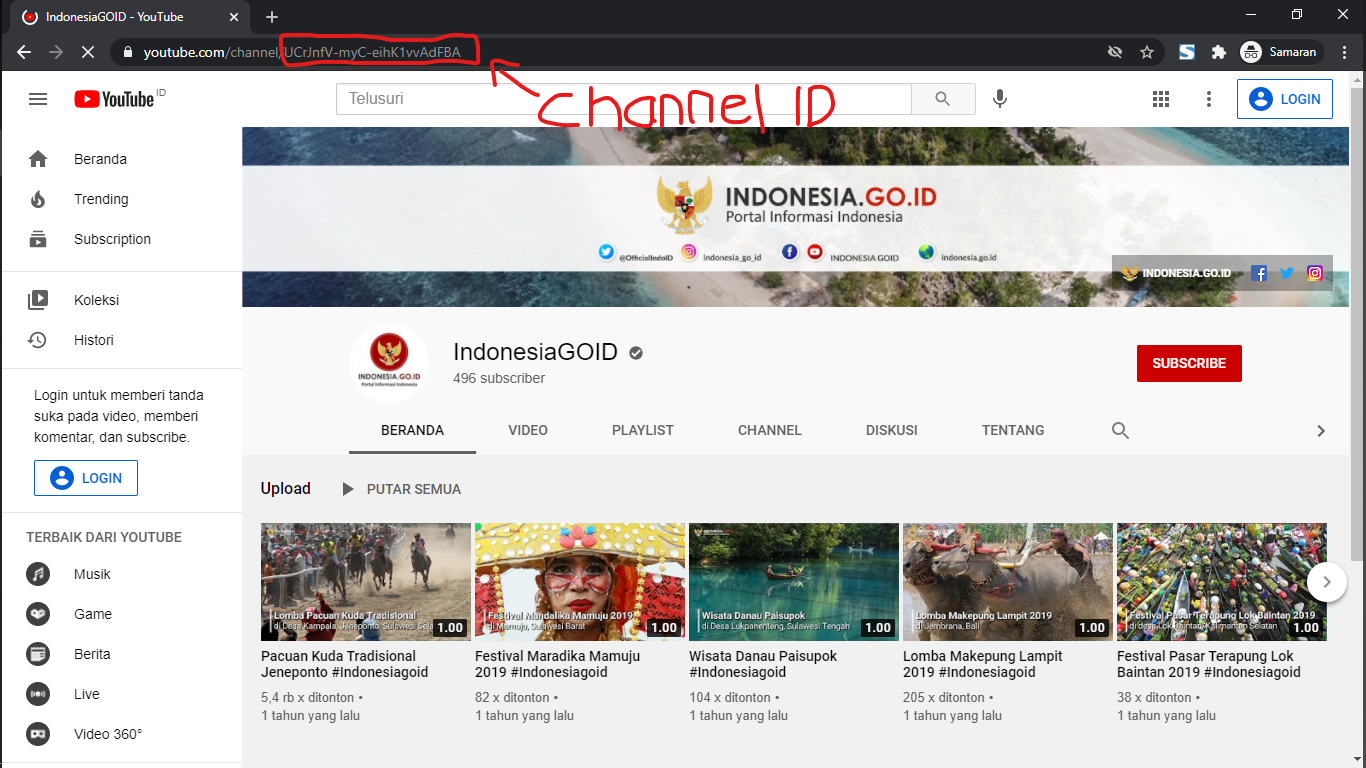 IndonesiaGOID - YouTube
youtube.com/channel/UCrJnfV-myC-eihK1vvAdFBA
Samaran
Channel ID
YouTube ID
Telusuri
LOGIN
Beranda
Trending
Subscription
Koleksi
Histori
Login untuk memberi tanda
suka pada video, memberi
komentar, dan subscribe.
LOGIN
TERBAIK DARI YOUTUBE
Musik
Game
Berita
Live
Video 360°
INDONESIA.GO.ID
Portal Informasi Indonesia
@OfficialIndoID indonesia_go_id INDONESIA GOID indonesia.go.id
INDONESIA.GO.ID
INDONESIA.GO.ID
Portal Informasi Indonesia
IndonesiaGOID
496 subscriber
SUBSCRIBE
BERANDA VIDEO PLAYLIST CHANNEL DISKUSI TENTANG
Upload PUTAR SEMUA
Lomba Pacuan Kuda Tradisional
di Desa Kampala, Jeneponto, Sulawesi
1.00
Pacuan Kuda Tradisional
Jeneponto #Indonesiagoid
5,4 rb x ditonton •
1 tahun yang lalu
Festival Mandalika Mamuju 2019
di Mamuju, Sulawesi Barat
1.00
Festival Maradika Mamuju
2019 #Indonesiagoid
82 x ditonton •
1 tahun yang lalu
Wisata Danau Paisupok
di Desa Lukpanenteng, Sulawesi Tengah
1.00
Wisata Danau Paisupok
#Indonesiagoid
104 x ditonton •
1 tahun yang lalu
Lomba Makepung Lampit 2019
di Jembrana, Bali
1.00
Lomba Makepung Lampit
2019 #Indonesiagoid
205 x ditonton •
1 tahun yang lalu
Festival Pasar Terapung Lok Baintan 2019
di desa Lok Baintan, Kalimantan Selatan
1.00
Festival Pasar Terapung Lok
Baintan 2019 #Indonesiagoid
38 x ditonton •
1 tahun yang lalu